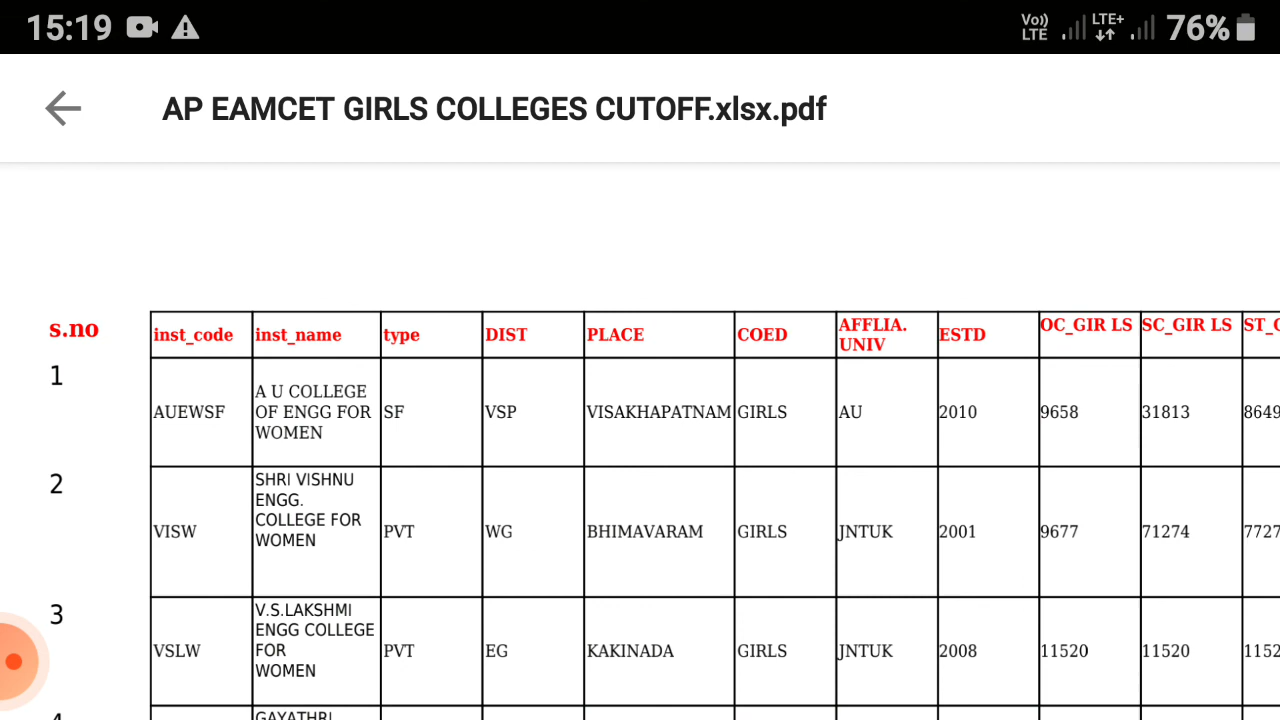 15:19 Vo)) LTE LTE+ 76%
AP EAMCET GIRLS COLLEGES CUTOFF.xlsx.pdf
s.no inst_code inst_name type DIST PLACE COED AFFLIA. UNIV ESTD OC_GIR LS SC_GIR LS
1 AUEWSF A U COLLEGE OF ENGG FOR WOMEN SF VSP VISAKHAPATNAM GIRLS AU 2010 9658 31813
2 VISW SHRI VISHNU ENGG. COLLEGE FOR WOMEN PVT WG BHIMAVARAM GIRLS JNTUK 2001 9677 71274
3 VSLW V.S.LAKSHMI ENGG COLLEGE FOR WOMEN PVT EG KAKINADA GIRLS JNTUK 2008 11520 11520
GAYATHRI